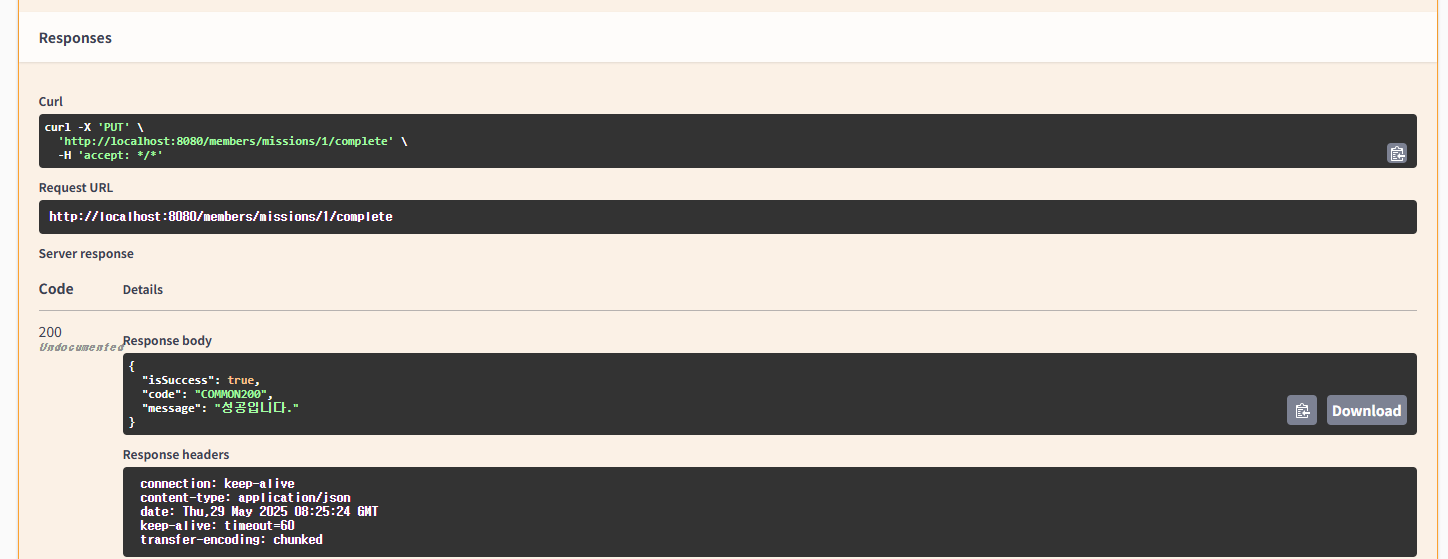 Responses
Curl
curl -X 'PUT' \
  'http://localhost:8080/members/missions/1/complete' \
  -H 'accept: */*'
Request URL
http://localhost:8080/members/missions/1/complete
Server response
Code Details
200
Undocumented
Response body
{
  "isSuccess": true,
  "code": "COMMON200",
  "message": "성공입니다."
}
Download
Response headers
connection: keep-alive
content-type: application/json
date: Thu,29 May 2025 08:25:24 GMT
keep-alive: timeout=60
transfer-encoding: chunked